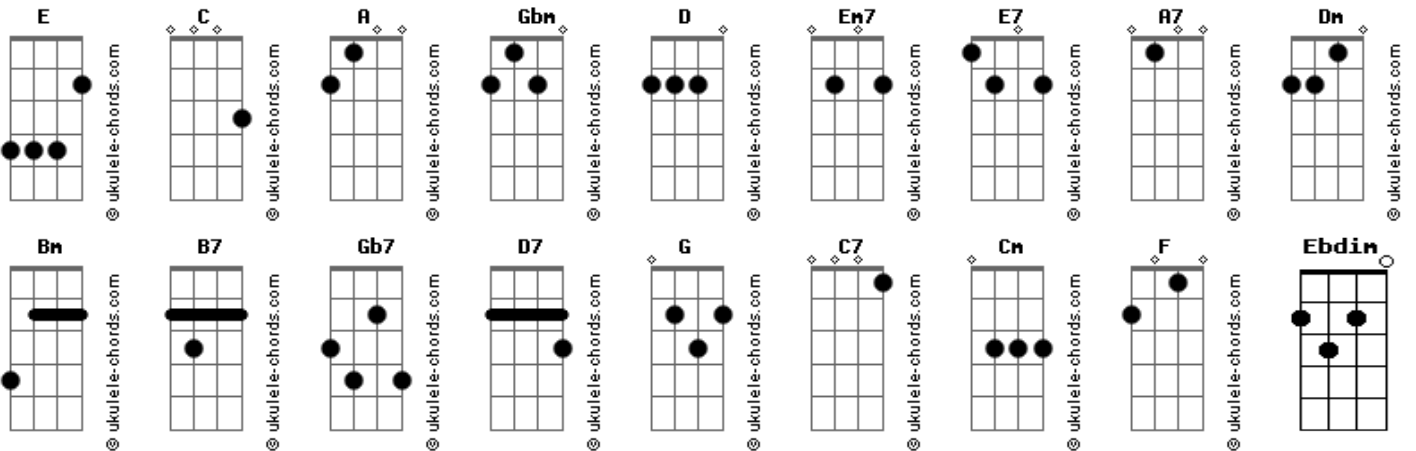 E C A Gbm D Em7 E7 A7 Dm
© ukulele-chords.com © ukulele-chords.com © ukulele-chords.com © ukulele-chords.com © ukulele-chords.com © ukulele-chords.com © ukulele-chords.com © ukulele-chords.com © ukulele-chords.com
Bm B7 Gb7 D7 G C7 Cm F Ebdim
© ukulele-chords.com © ukulele-chords.com © ukulele-chords.com © ukulele-chords.com © ukulele-chords.com © ukulele-chords.com © ukulele-chords.com © ukulele-chords.com